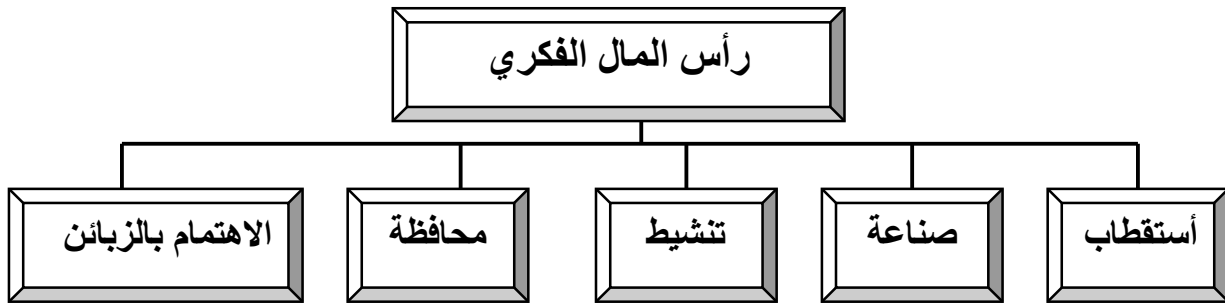 رأس المال الفكري
أستقطاب
صناعة
تنشيط
محافظة
الاهتمام بالزبائن